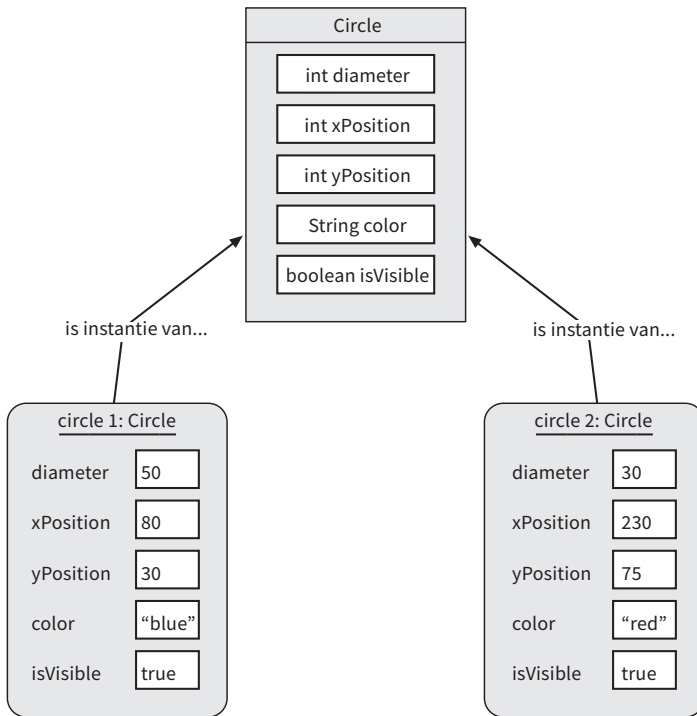 Circle
int diameter
int xPosition
int yPosition
String color
boolean isVisible
is instantie van...
is instantie van...
circle 1: Circle
diameter 50
xPosition 80
yPosition 30
color “blue”
isVisible true
circle 2: Circle
diameter 30
xPosition 230
yPosition 75
color “red”
isVisible true